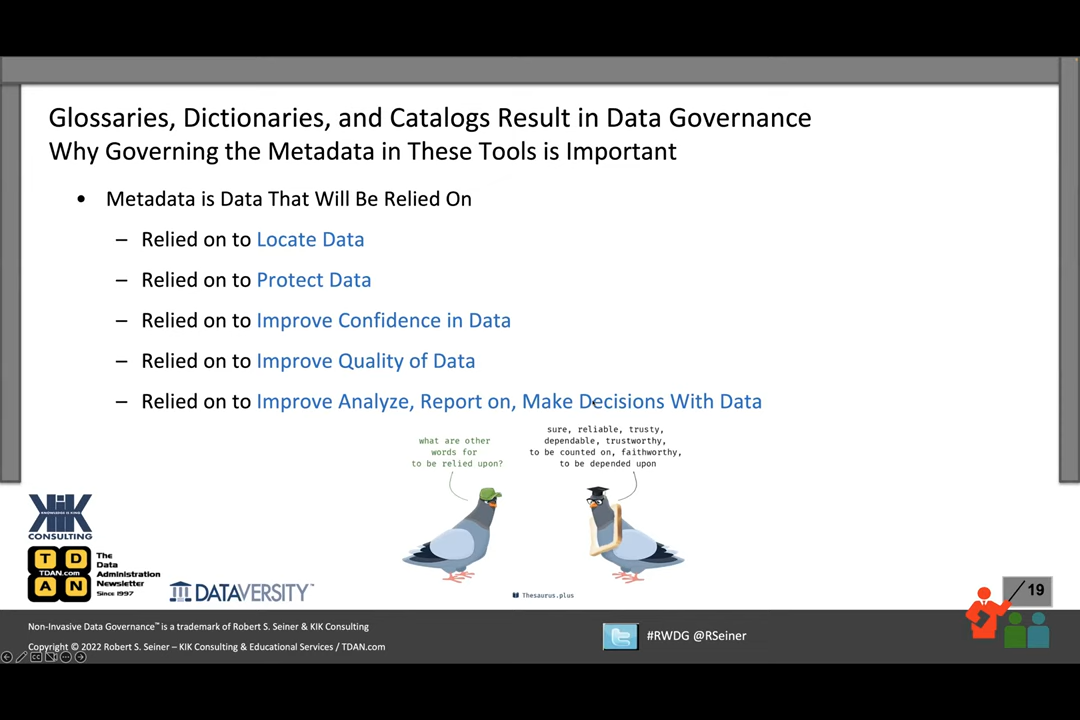 Glossaries, Dictionaries, and Catalogs Result in Data Governance
Why Governing the Metadata in These Tools is Important
• Metadata is Data That Will Be Relied On
– Relied on to Locate Data
– Relied on to Protect Data
– Relied on to Improve Confidence in Data
– Relied on to Improve Quality of Data
– Relied on to Improve Analyze, Report on, Make Decisions With Data
what are other
words for
to be relied upon?
sure, reliable, trusty,
dependable, trustworthy,
to be counted on, faithworthy,
to be depended upon
Thesaurus.plus
KIK
KNOWLEDGE IS KING
CONSULTING
T D
TDAN.com
A N
The
Data
Administration
Newsletter
Since 1997
DATAVERSITY™
19
Non-Invasive Data Governance™ is a trademark of Robert S. Seiner & KIK Consulting
Copyright © 2022 Robert S. Seiner – KIK Consulting & Educational Services / TDAN.com
#RWDG @RSeiner